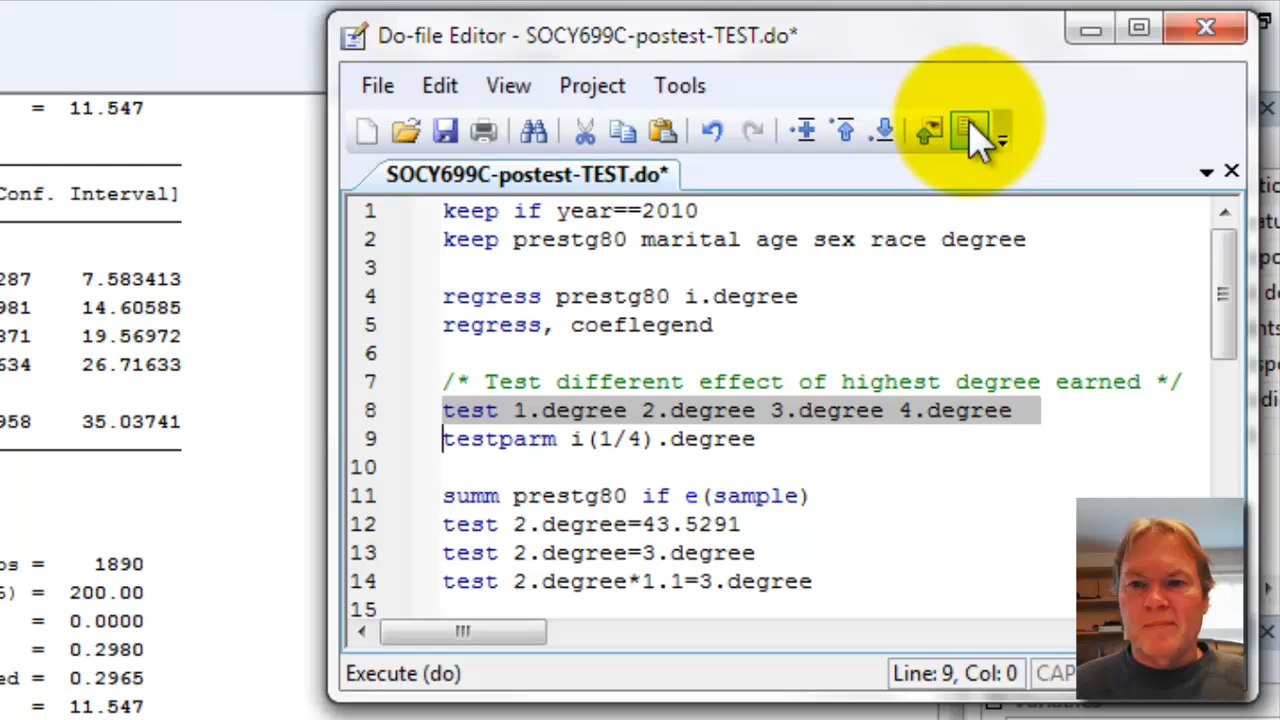 Do-file Editor - SOCY699C-postest-TEST.do*
File Edit View Project Tools
SOCY699C-postest-TEST.do*
1 keep if year==2010
2 keep prestg80 marital age sex race degree
3
4 regress prestg80 i.degree
5 regress, coeflegend
6
7 /* Test different effect of highest degree earned */
8 test 1.degree 2.degree 3.degree 4.degree
9 testparm i(1/4).degree
10
11 summ prestg80 if e(sample)
12 test 2.degree=43.5291
13 test 2.degree=3.degree
14 test 2.degree*1.1=3.degree
15
Execute (do) Line: 9, Col: 0 CAP
= 11.547
Conf. Interval]
287 7.583413
981 14.60585
871 19.56972
634 26.71633
958 35.03741
os = 1890
) = 200.00
= 0.0000
= 0.2980
ed = 0.2965
= 11.547